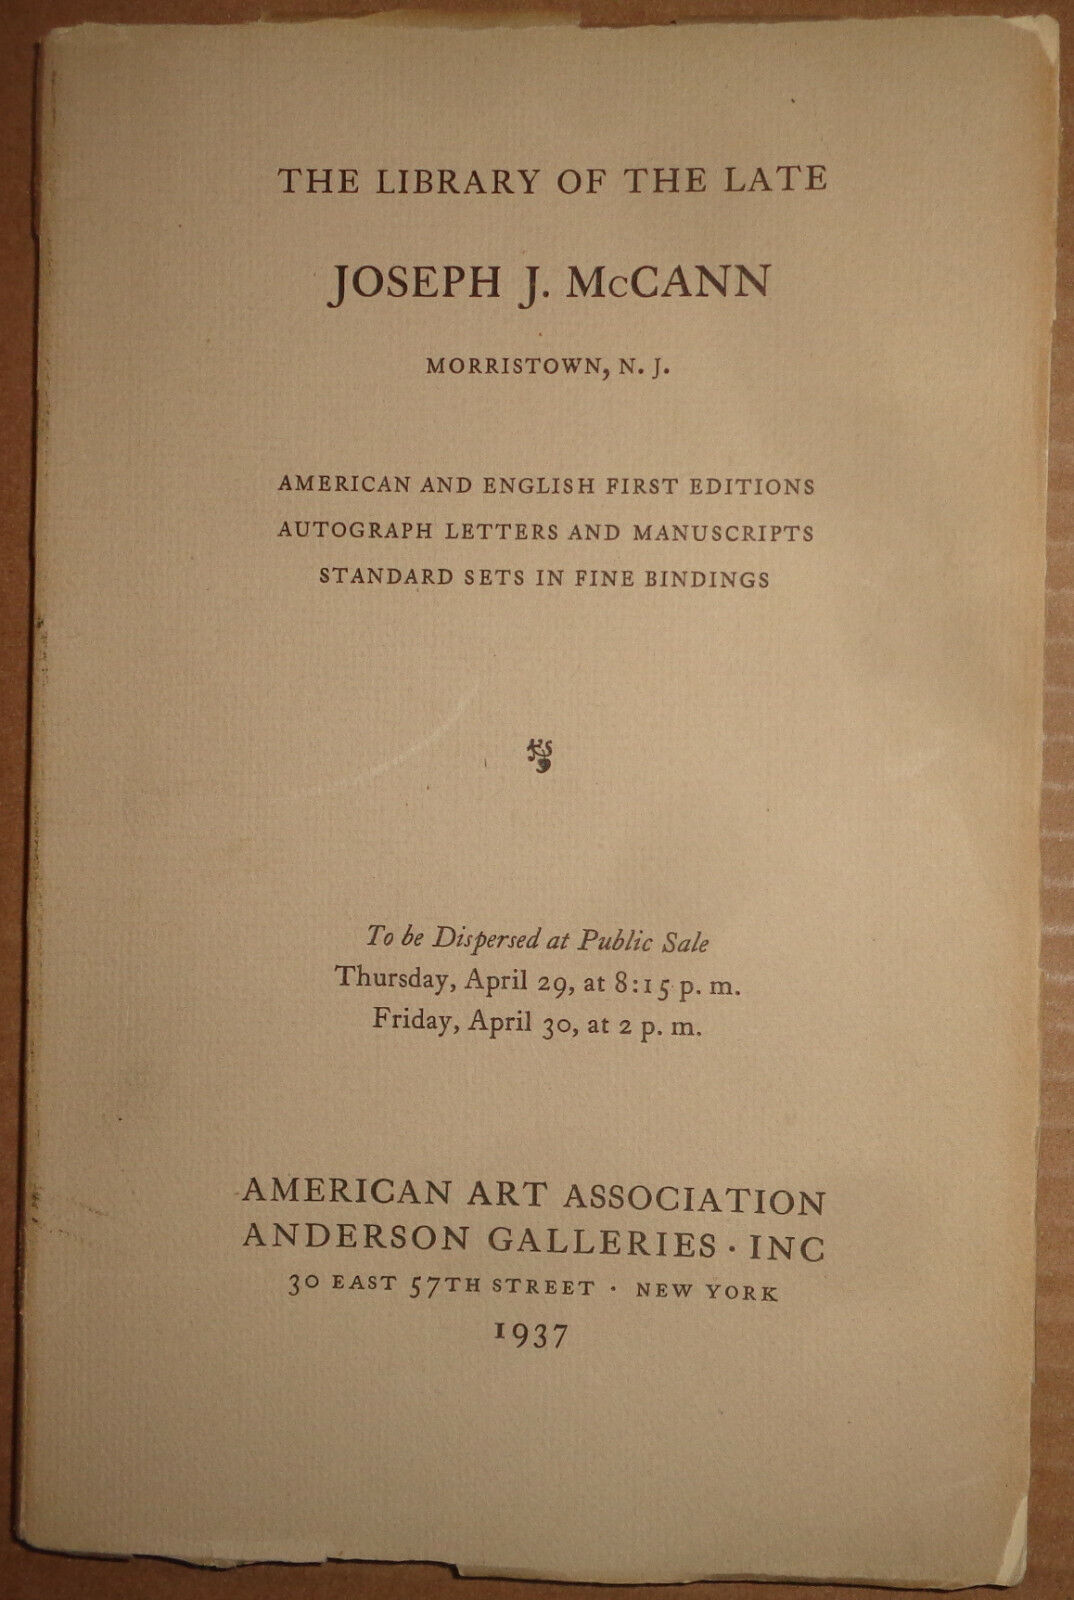 THE LIBRARY OF THE LATE
JOSEPH J. McCANN
MORRISTOWN, N. J.
AMERICAN AND ENGLISH FIRST EDITIONS
AUTOGRAPH LETTERS AND MANUSCRIPTS
STANDARD SETS IN FINE BINDINGS
To be Dispersed at Public Sale
Thursday, April 29, at 8:15 p. m.
Friday, April 30, at 2 p. m.
AMERICAN ART ASSOCIATION
ANDERSON GALLERIES · INC
30 EAST 57TH STREET · NEW YORK
1937